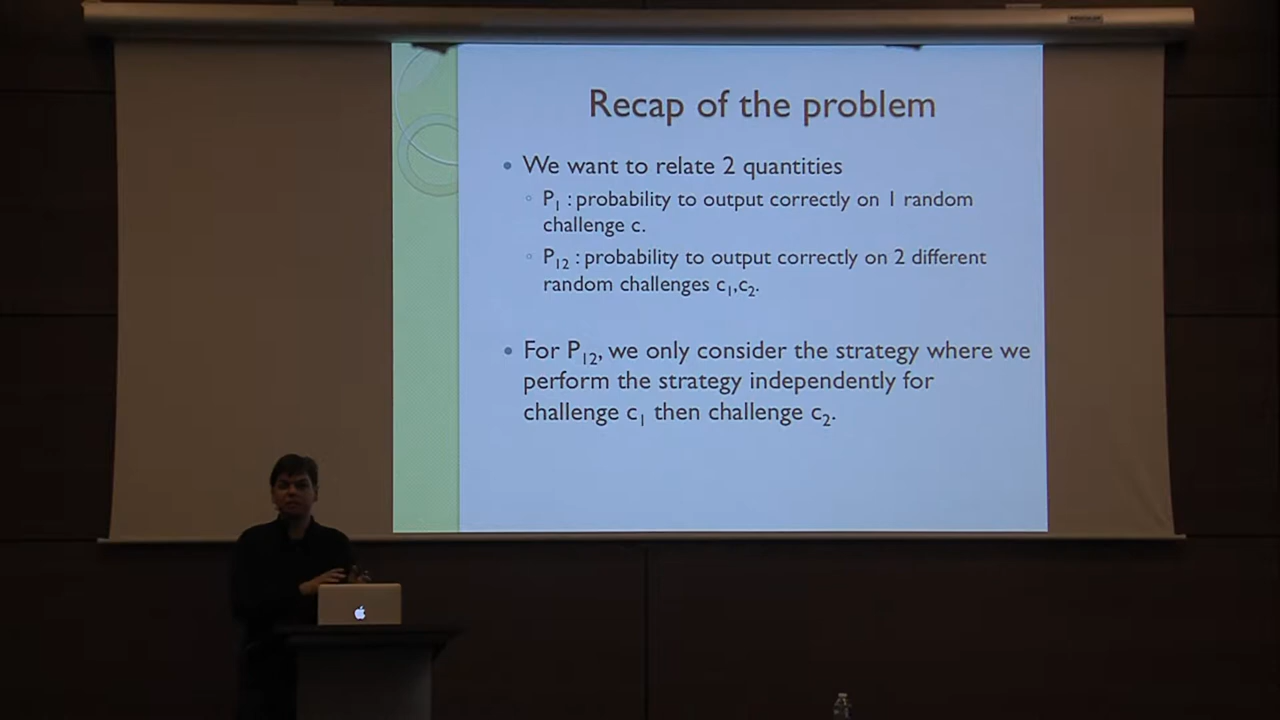 Recap of the problem
• We want to relate 2 quantities
◦ P₁ : probability to output correctly on 1 random
challenge c.
◦ P₁₂ : probability to output correctly on 2 different
random challenges c₁,c₂.
• For P₁₂, we only consider the strategy where we
perform the strategy independently for
challenge c₁ then challenge c₂.